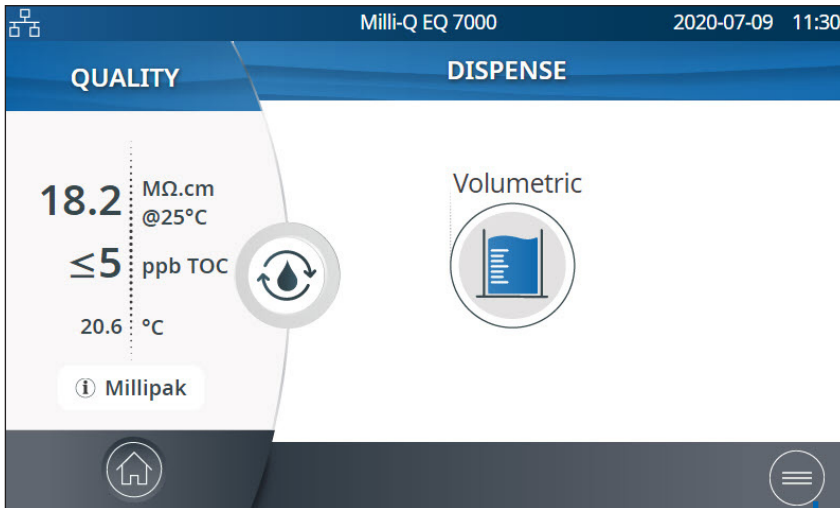 Milli-Q EQ 7000
2020-07-09 11:30
QUALITY
DISPENSE
18.2 MΩ.cm
@25°C
≤5 ppb TOC
20.6 °C
i Millipak
Volumetric